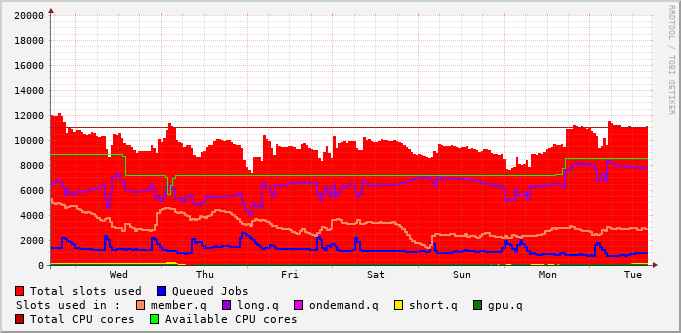 20000
18000
16000
14000
12000
10000
8000
6000
4000
2000
0
Wed Thu Fri Sat Sun Mon Tue
RRDTOOL / TOBI OETIKER
Total slots used Queued Jobs
Slots used in : member.q long.q ondemand.q short.q gpu.q
Total CPU cores Available CPU cores